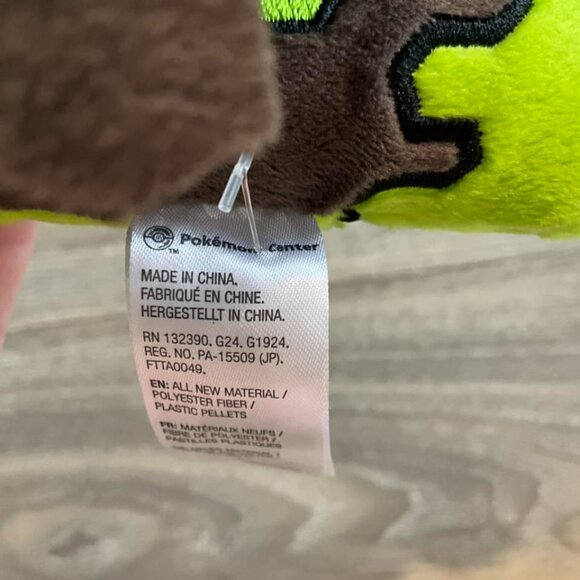 Pokémon Center
TM
MADE IN CHINA.
FABRIQUÉ EN CHINE.
HERGESTELLT IN CHINA.
RN 132390. G24. G1924.
REG. NO. PA-15509 (JP).
FTTA0049.
EN: ALL NEW MATERIAL /
POLYESTER FIBER /
PLASTIC PELLETS
FR: MATÉRIAUX NEUFS /
FIBRE DE POLYESTER /
PASTILLES PLASTIQUES